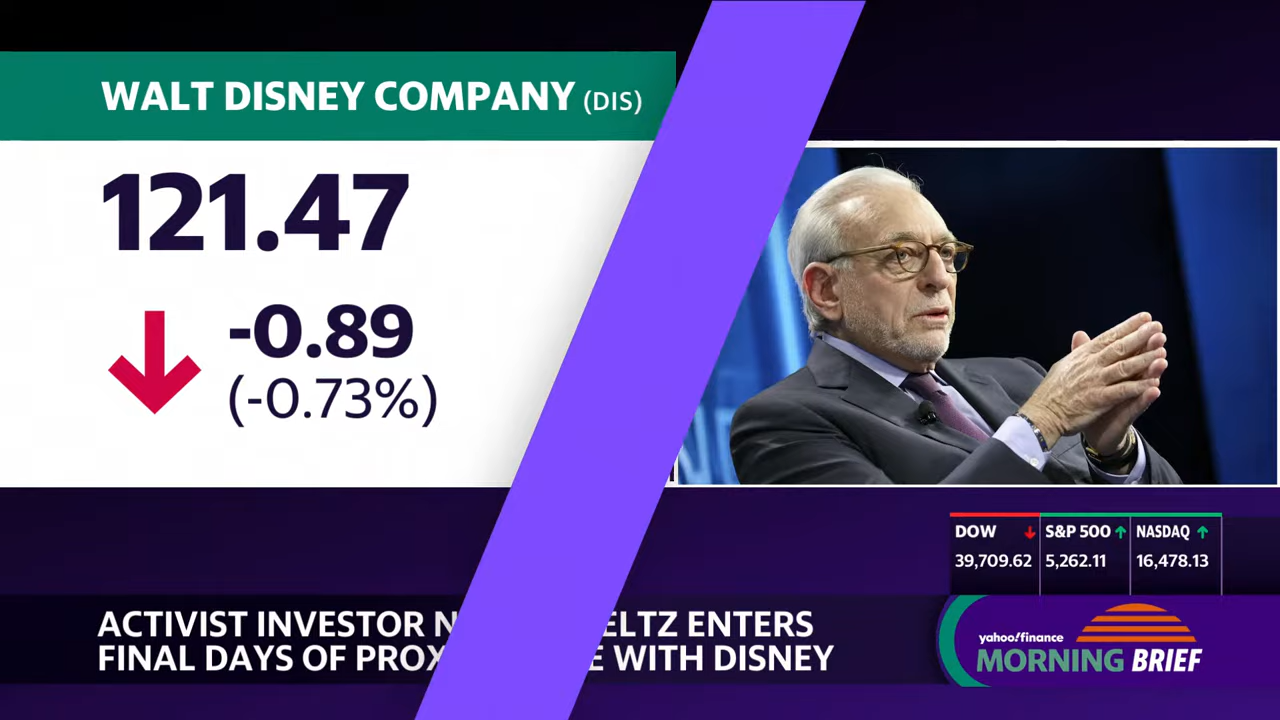 WALT DISNEY COMPANY (DIS)
121.47
-0.89
(-0.73%)
DOW
39,709.62
S&P 500
5,262.11
NASDAQ
16,478.13
ACTIVIST INVESTOR N ELTZ ENTERS
FINAL DAYS OF PROX E WITH DISNEY
yahoo!finance
MORNING BRIEF